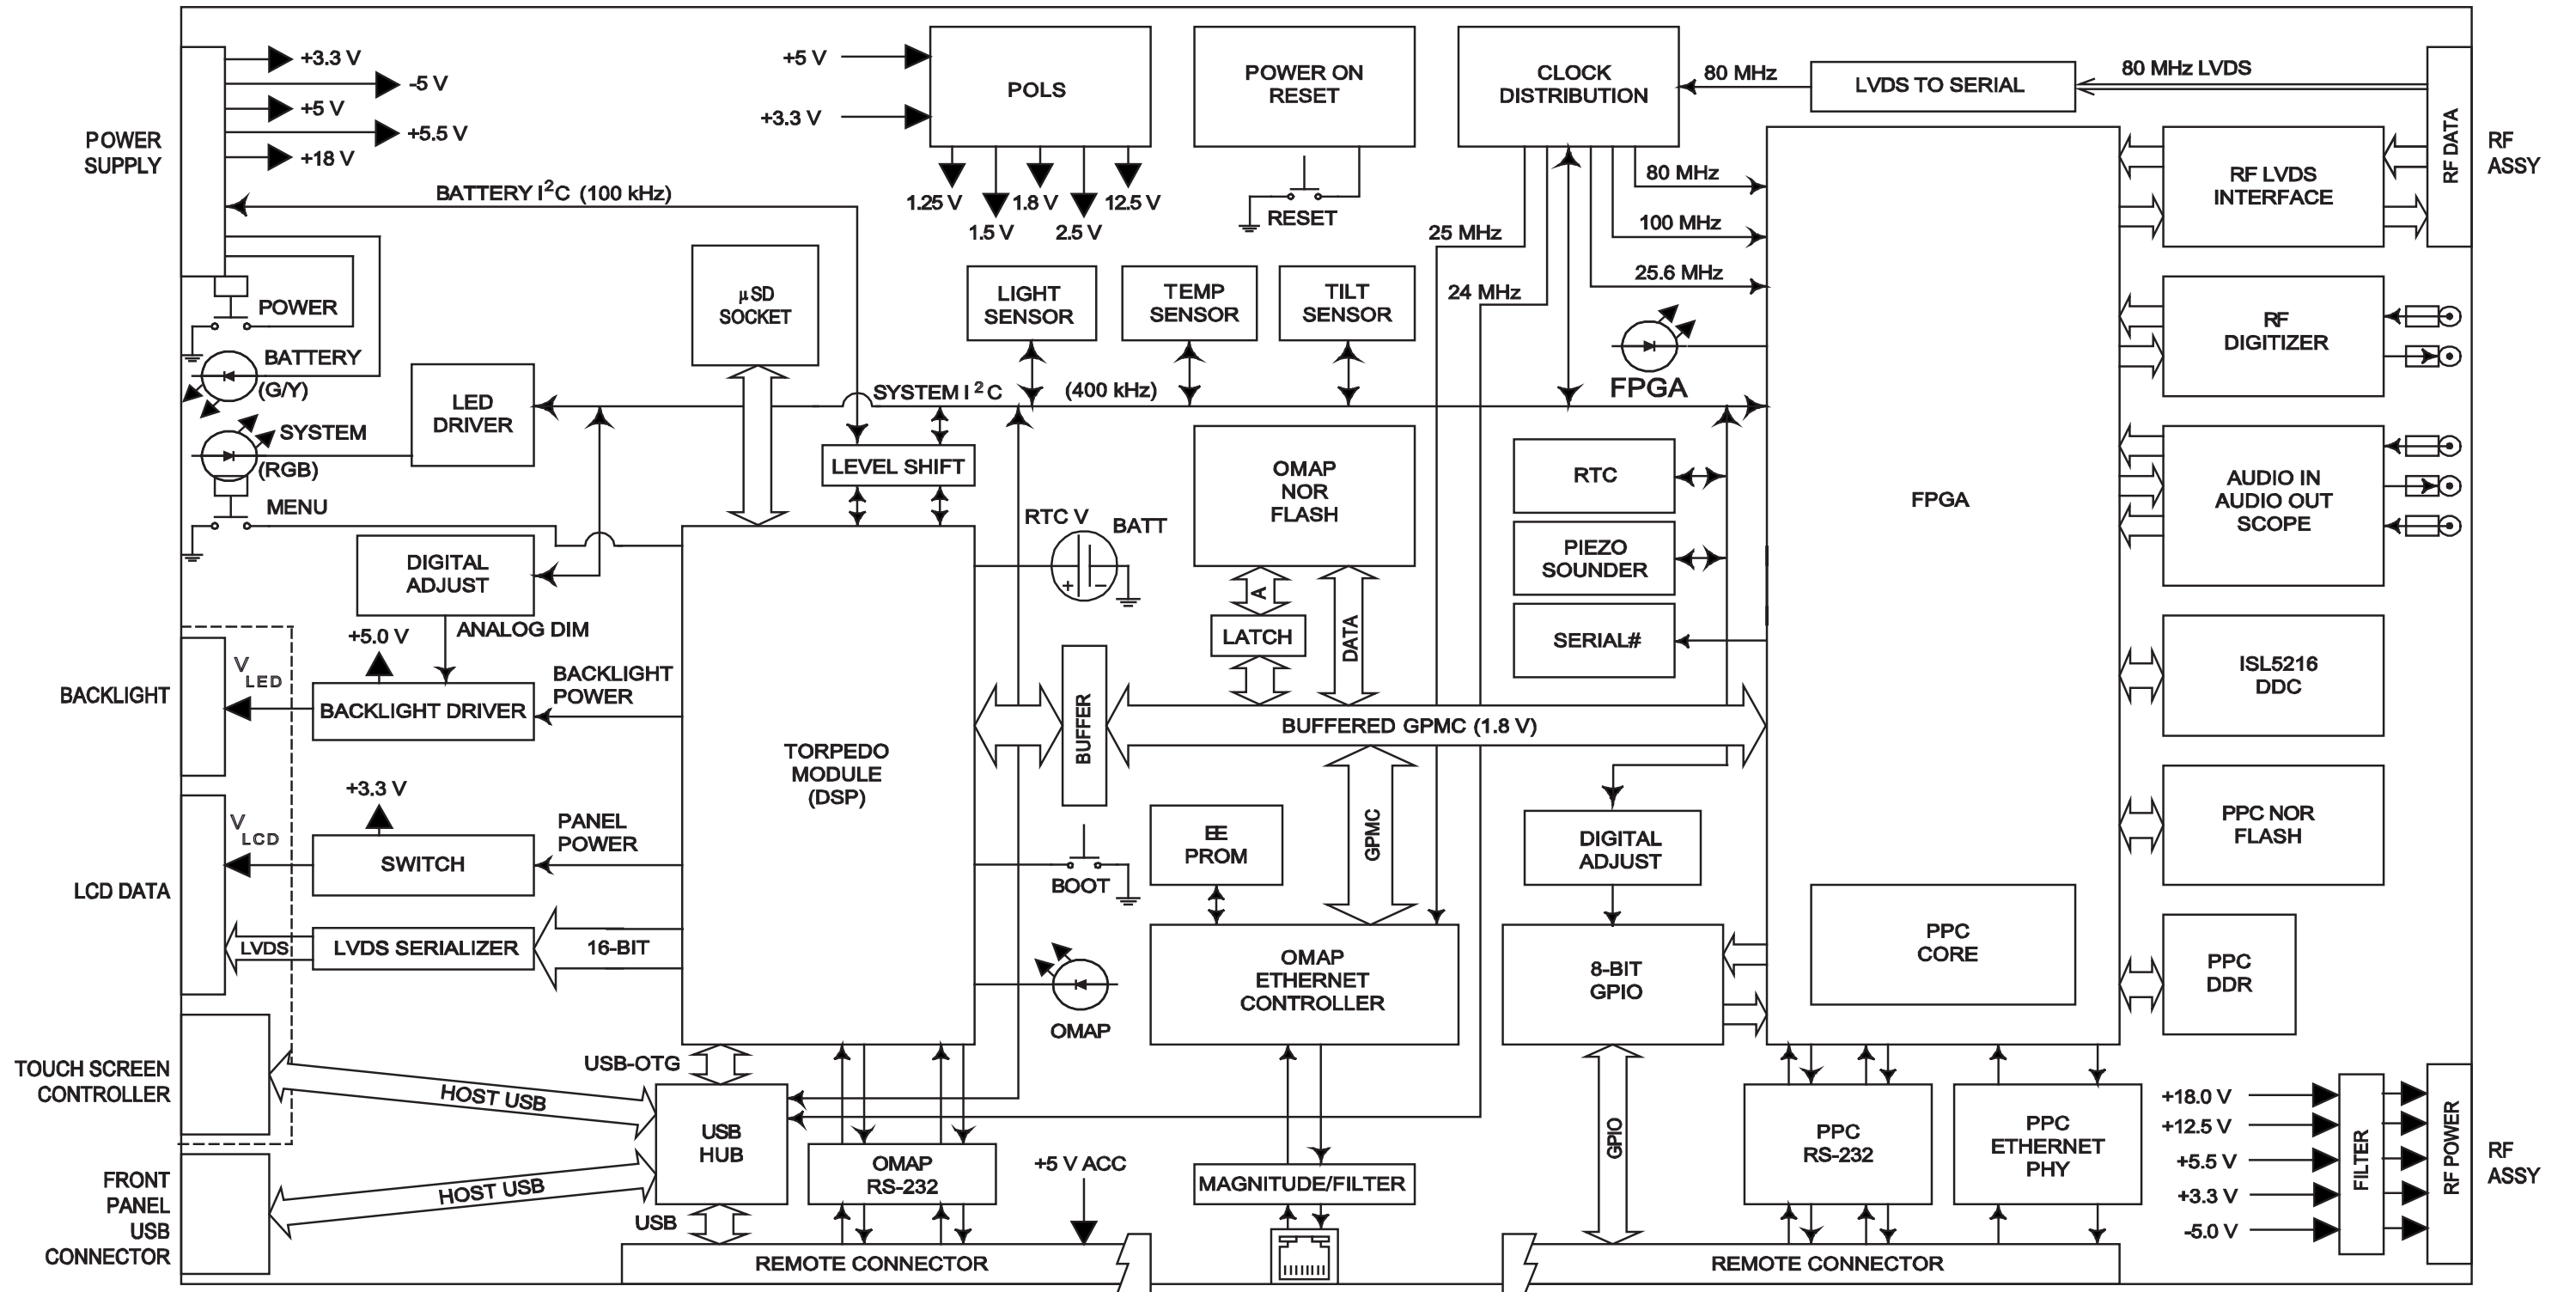 POWER
SUPPLY
+3.3 V
-5 V
+5 V
+5.5 V
+18 V
BATTERY I²C (100 kHz)
+5 V
+3.3 V
POLS
1.25 V
1.5 V
1.8 V
2.5 V
12.5 V
POWER ON
RESET
RESET
CLOCK
DISTRIBUTION
80 MHz
LVDS TO SERIAL
80 MHz LVDS
RF DATA
RF
ASSY
80 MHz
100 MHz
25.6 MHz
25 MHz
24 MHz
FPGA
RF LVDS
INTERFACE
RF
DIGITIZER
AUDIO IN
AUDIO OUT
SCOPE
ISL5216
DDC
PPC NOR
FLASH
PPC
DDR
FPGA
PPC
CORE
POWER
BATTERY
(G/Y)
SYSTEM
(RGB)
MENU
LED
DRIVER
µSD
SOCKET
LIGHT
SENSOR
TEMP
SENSOR
TILT
SENSOR
SYSTEM I²C (400 kHz)
LEVEL SHIFT
RTC V
BATT
+
−
OMAP
NOR
FLASH
A
LATCH
DATA
RTC
PIEZO
SOUNDER
SERIAL#
DIGITAL
ADJUST
ANALOG DIM
+5.0 V
BACKLIGHT
V LED
BACKLIGHT DRIVER
BACKLIGHT
POWER
TORPEDO
MODULE
(DSP)
BUFFER
BUFFERED GPMC (1.8 V)
+3.3 V
LCD DATA
V LCD
SWITCH
PANEL
POWER
LVDS
LVDS SERIALIZER
16-BIT
BOOT
OMAP
EE
PROM
GPMC
OMAP
ETHERNET
CONTROLLER
DIGITAL
ADJUST
8-BIT
GPIO
GPIO
TOUCH SCREEN
CONTROLLER
HOST USB
USB-OTG
USB
HUB
FRONT
PANEL
USB
CONNECTOR
HOST USB
USB
OMAP
RS-232
+5 V ACC
REMOTE CONNECTOR
MAGNITUDE/FILTER
PPC
RS-232
PPC
ETHERNET
PHY
REMOTE CONNECTOR
+18.0 V
+12.5 V
+5.5 V
+3.3 V
-5.0 V
FILTER
RF POWER
RF
ASSY